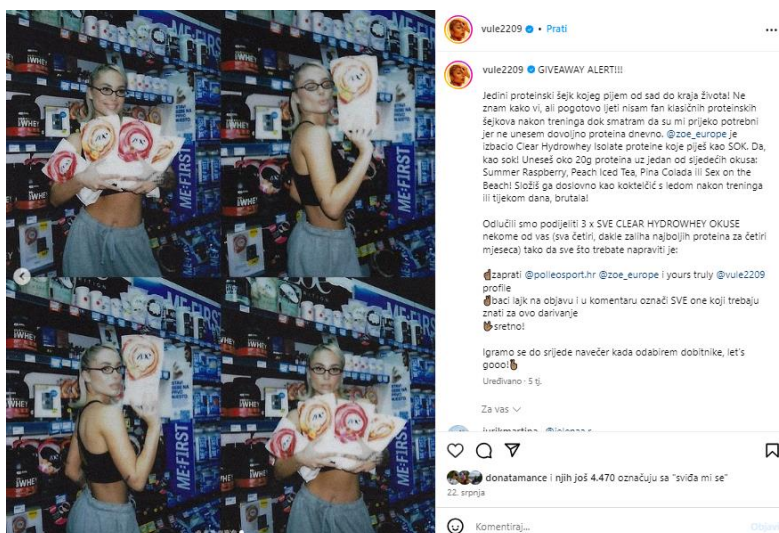 vule2209 • Prati
vule2209 GIVEAWAY ALERT!!!
Jedini proteinski šejk kojeg pijem od sad do kraja života! Ne
znam kako vi, ali pogotovo ljeti nisam fan klasičnih proteinskih
šejkova nakon treninga dok smatram da su mi prijeko potrebni
jer ne unesem dovoljno proteina dnevno. @zoe_europe je
izbacio Clear Hydrowhey Isolate proteine koje piješ kao SOK. Da,
kao sok! Uneseš oko 20g proteina uz jedan od sljedećih okusa:
Summer Raspberry, Peach Iced Tea, Pina Colada ili Sex on the
Beach! Složiš ga doslovno kao koktelčić s ledom nakon treninga
ili tijekom dana, brutala!
Odlučili smo podijeliti 3 x SVE CLEAR HYDROWHEY OKUSE
nekome od vas (sva četiri, dakle zaliha najboljih proteina za četiri
mjeseca) tako da sve što trebate napraviti je:
zaprati @polleosport.hr @zoe_europe i yours truly @vule2209
profile
baci lajk na objavu i u komentaru označi SVE one koji trebaju
znati za ovo darivanje
sretno!
Igramo se do srijede navečer kada odabirem dobitnike, let's
gooo!
Uređivano · 5 tj.
Za vas
donatamance i njih još 4.470 označuju sa "sviđa mi se"
22. srpnja
Komentiraj...
Objavi
ME:FIRST
ME:FIRST
ME:FIRST
ME:FIRST